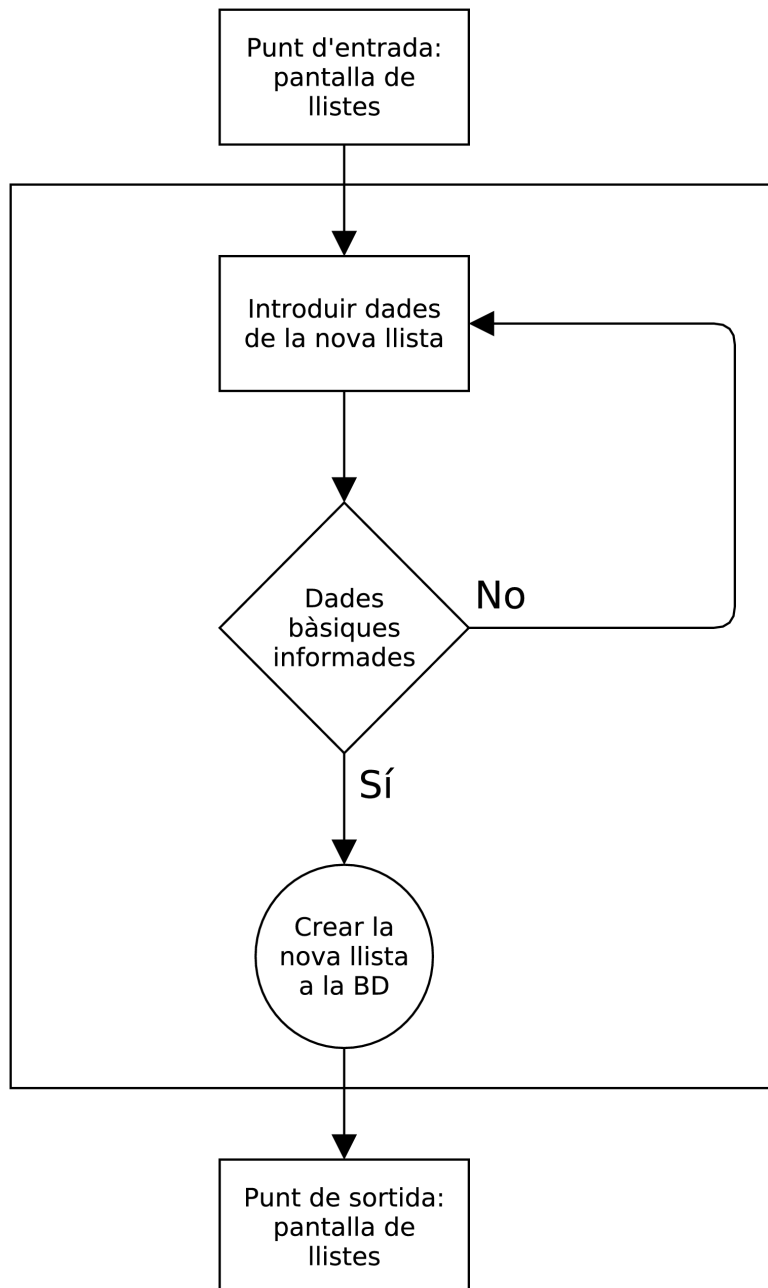 Punt d'entrada:
pantalla de
llistes
Introduir dades
de la nova llista
Dades
bàsiques
informades
No
Sí
Crear la
nova llista
a la BD
Punt de sortida:
pantalla de
llistes